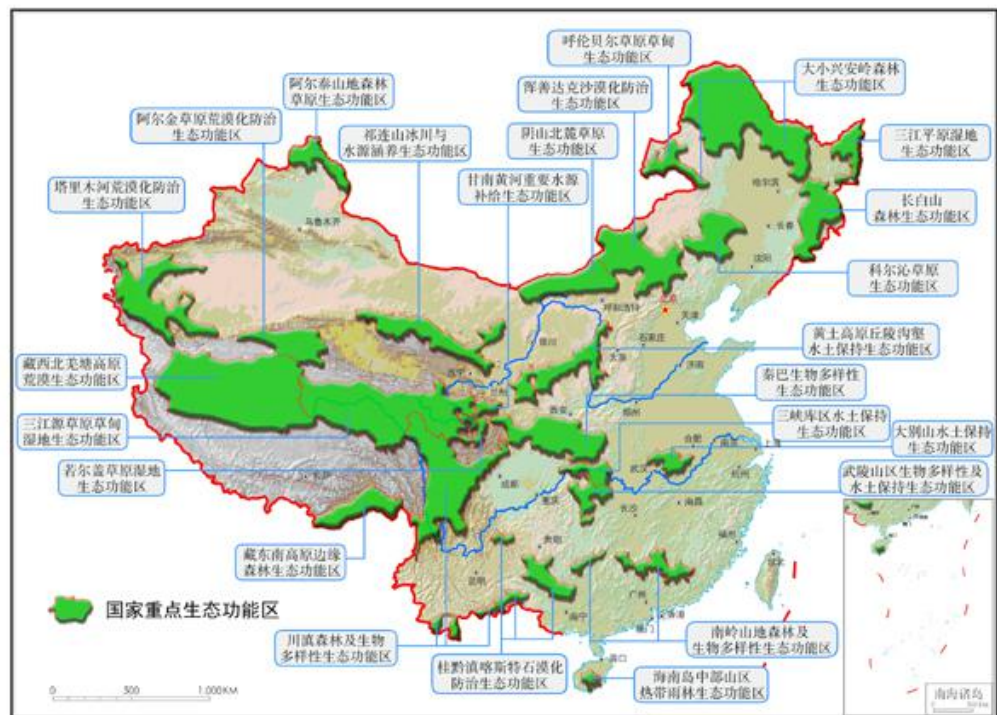 呼伦贝尔草原草甸
生态功能区
大小兴安岭森林
生态功能区
阿尔泰山地森林
草原生态功能区
浑善达克沙漠化防治
生态功能区
阿尔金草原荒漠化防治
生态功能区
祁连山冰川与
水源涵养生态功能区
阴山北麓草原
生态功能区
三江平原湿地
生态功能区
塔里木河荒漠化防治
生态功能区
甘南黄河重要水源
补给生态功能区
长白山
森林生态功能区
科尔沁草原
生态功能区
哈尔滨
长春
沈阳
乌鲁木齐
呼和浩特
北京
天津
石家庄
太原
银川
济南
西宁
兰州
黄土高原丘陵沟壑
水土保持生态功能区
藏西北羌塘高原
荒漠生态功能区
秦巴生物多样性
生态功能区
西安
郑州
三江源草原草甸
湿地生态功能区
三峡库区水土保持
生态功能区
大别山水土保持
生态功能区
合肥
南京
上海
若尔盖草原湿地
生态功能区
武陵山区生物多样性及
水土保持生态功能区
拉萨
成都
重庆
武汉
杭州
长沙
南昌
藏东南高原边缘
森林生态功能区
贵阳
福州
昆明
台北
国家重点生态功能区
南宁
广州
香港
澳门
川滇森林及生物
多样性生态功能区
桂黔滇喀斯特石漠化
防治生态功能区
南岭山地森林及
生物多样性生态功能区
海口
海南岛中部山区
热带雨林生态功能区
0 500 1,000 KM
南海诸岛